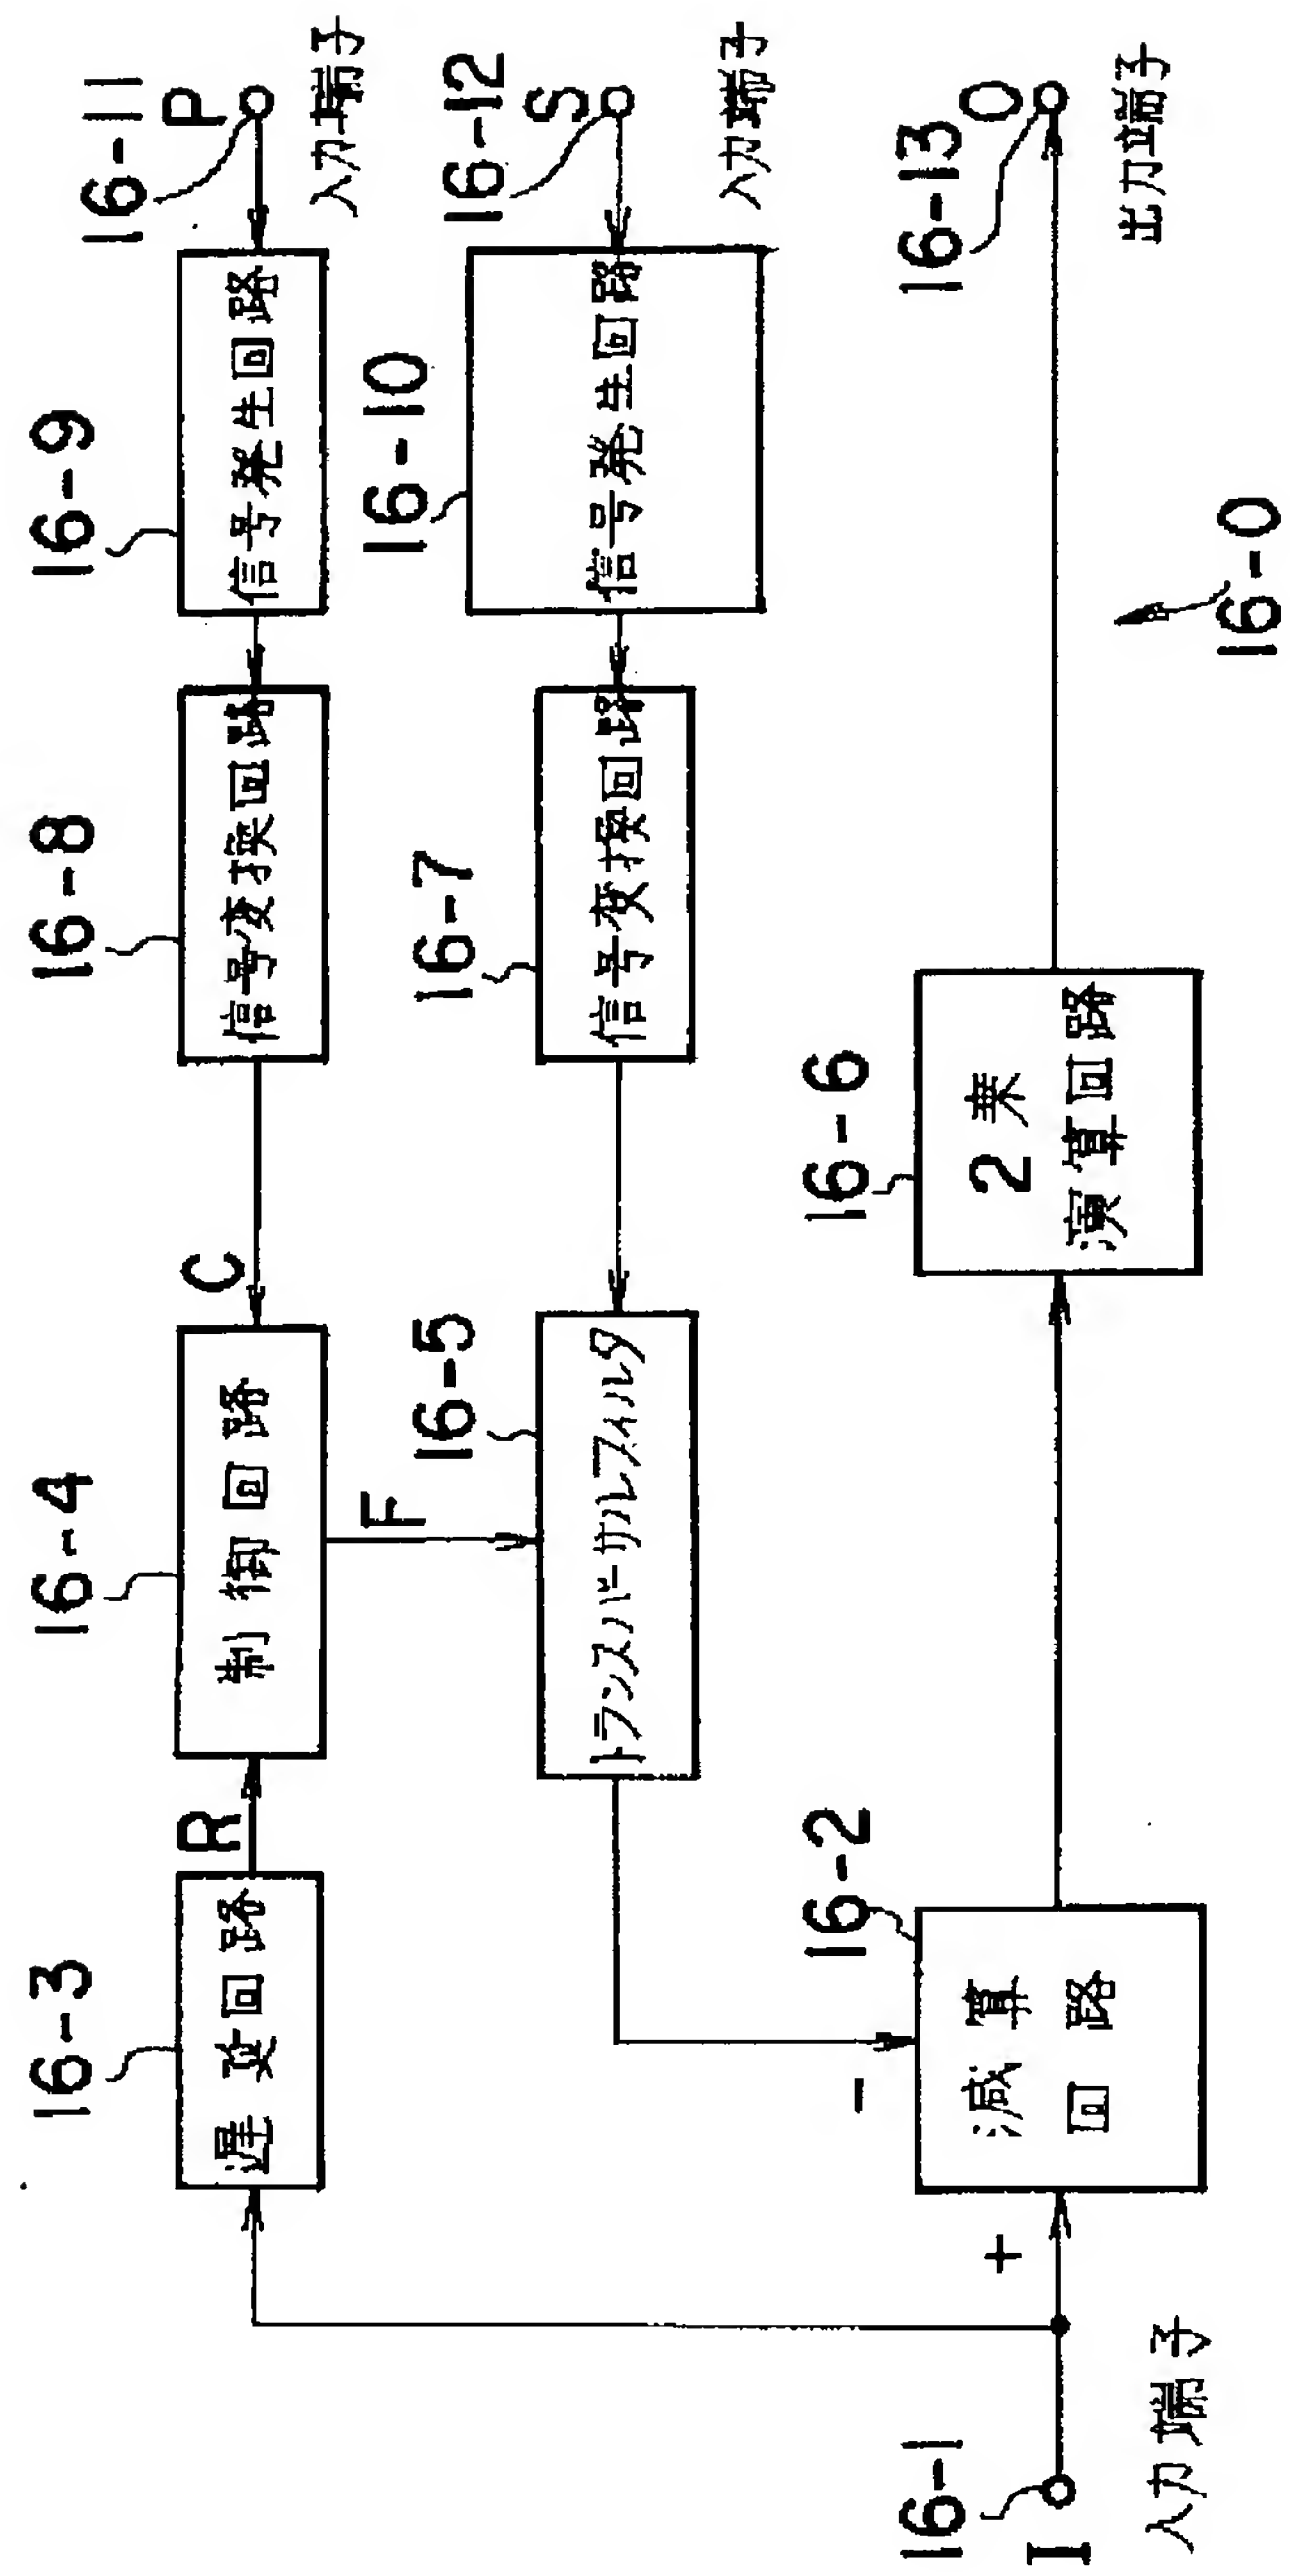 16-3
遅延回路
R
16-4
制御回路
C
16-8
信号変換回路
16-9
信号発生回路
16-11
P
入力端子
F
16-5
トランスバーサルフィルタ
16-7
信号変換回路
16-10
信号発生回路
16-12
S
入力端子
16-1
I
入力端子
+
-
16-2
減算
回路
16-6
2乗
演算回路
16-13
O
出力端子
16-0